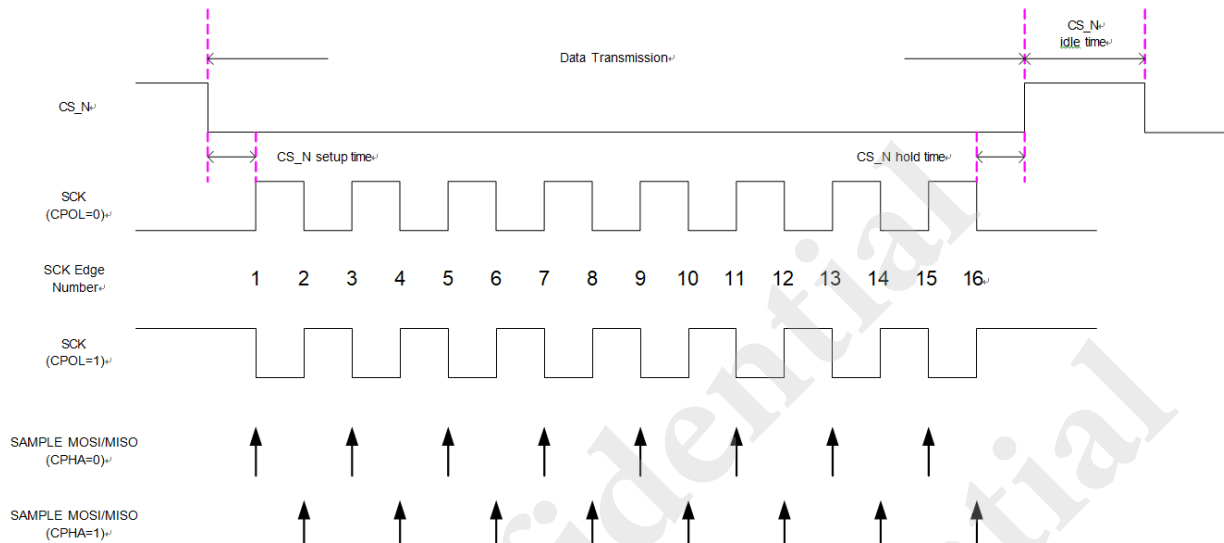 CS_N
idle time
Data Transmission
CS_N
CS_N setup time
CS_N hold time
SCK
(CPOL=0)
SCK Edge
Number
1 2 3 4 5 6 7 8 9 10 11 12 13 14 15 16
SCK
(CPOL=1)
SAMPLE MOSI/MISO
(CPHA=0)
SAMPLE MOSI/MISO
(CPHA=1)
fidential
ntial